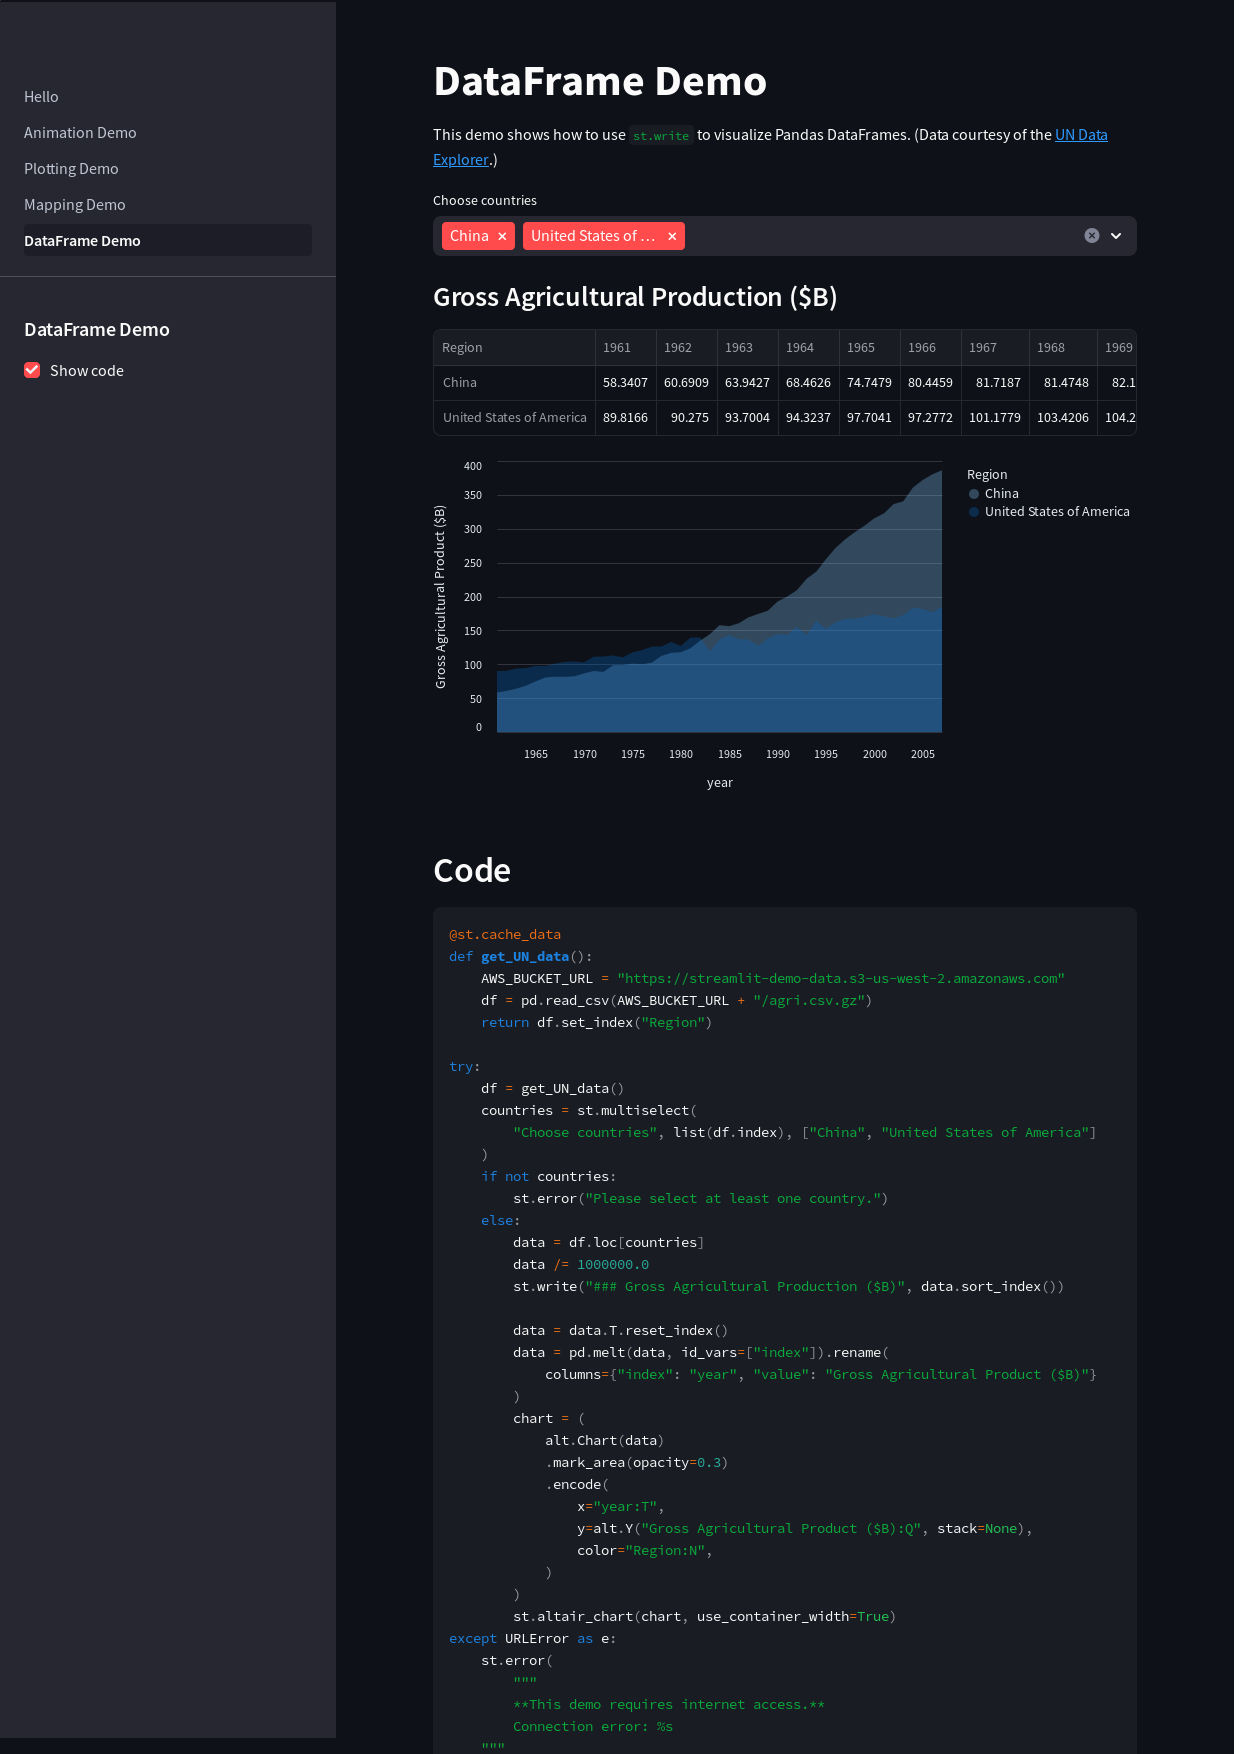 Hello
Animation Demo
Plotting Demo
Mapping Demo
DataFrame Demo
DataFrame Demo
Show code
DataFrame Demo
This demo shows how to use st.write to visualize Pandas DataFrames. (Data courtesy of the UN Data
Explorer.)
Choose countries
China
United States of ...
Gross Agricultural Production ($B)
Region 1961 1962 1963 1964 1965 1966 1967 1968 1969
China 58.3407 60.6909 63.9427 68.4626 74.7479 80.4459 81.7187 81.4748 82.1
United States of America 89.8166 90.275 93.7004 94.3237 97.7041 97.2772 101.1779 103.4206 104.2
Gross Agricultural Product ($B)
400
350
300
250
200
150
100
50
0
1965 1970 1975 1980 1985 1990 1995 2000 2005
year
Region
China
United States of America
Code
@st.cache_data
def get_UN_data():
    AWS_BUCKET_URL = "https://streamlit-demo-data.s3-us-west-2.amazonaws.com"
    df = pd.read_csv(AWS_BUCKET_URL + "/agri.csv.gz")
    return df.set_index("Region")
try:
    df = get_UN_data()
    countries = st.multiselect(
        "Choose countries", list(df.index), ["China", "United States of America"]
    )
    if not countries:
        st.error("Please select at least one country.")
    else:
        data = df.loc[countries]
        data /= 1000000.0
        st.write("### Gross Agricultural Production ($B)", data.sort_index())
        data = data.T.reset_index()
        data = pd.melt(data, id_vars=["index"]).rename(
            columns={"index": "year", "value": "Gross Agricultural Product ($B)"}
        )
        chart = (
            alt.Chart(data)
            .mark_area(opacity=0.3)
            .encode(
                x="year:T",
                y=alt.Y("Gross Agricultural Product ($B):Q", stack=None),
                color="Region:N",
            )
        )
        st.altair_chart(chart, use_container_width=True)
except URLError as e:
    st.error(
        """
        **This demo requires internet access.**
        Connection error: %s
    """